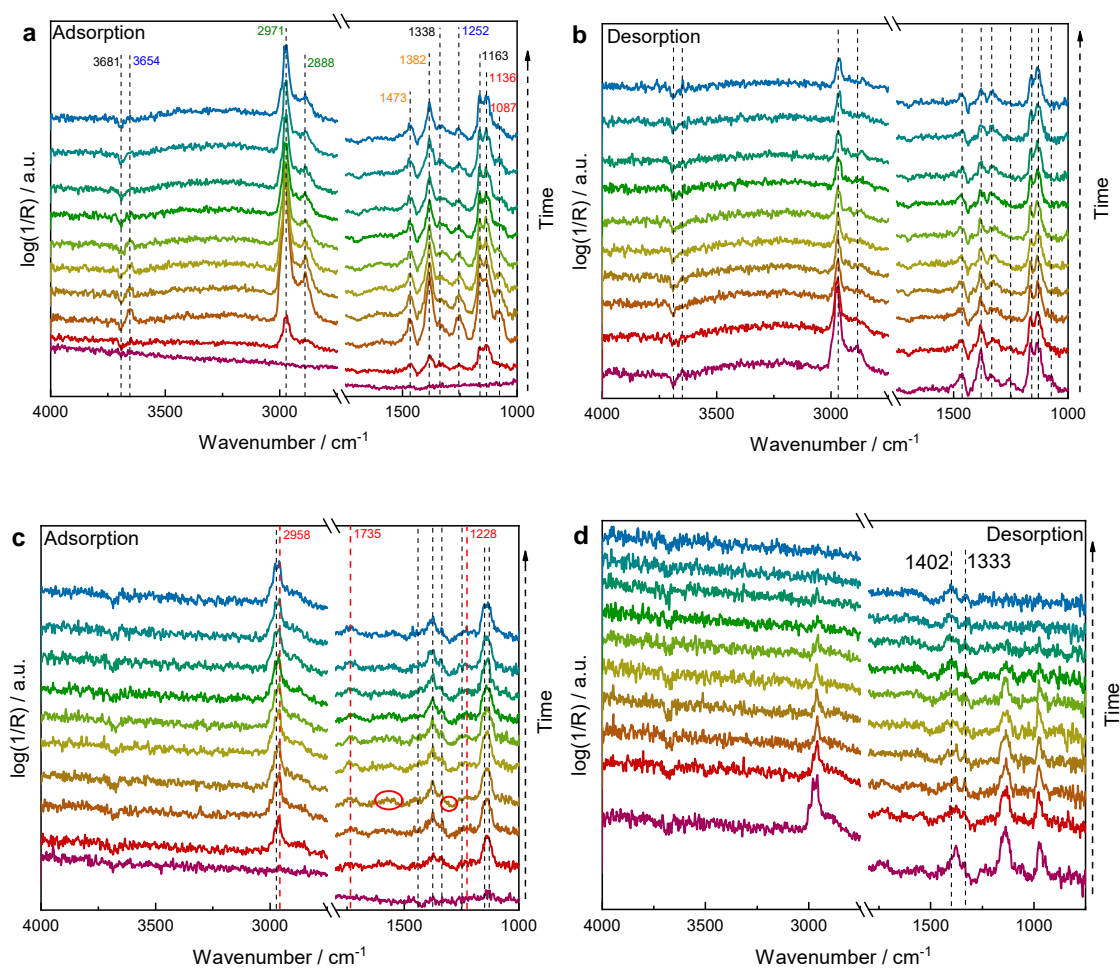 a
Adsorption
2971
1338
1252
3681
3654
1382
1163
2888
1136
1473
1087
log(1/R) / a.u.
Time
4000
3500
3000
1500
1000
Wavenumber / cm⁻¹
b
Desorption
log(1/R) / a.u.
Time
4000
3500
3000
1500
1000
Wavenumber / cm⁻¹
c
Adsorption
2958
1735
1228
log(1/R) / a.u.
Time
4000
3000
1500
1000
Wavenumber / cm⁻¹
d
Desorption
1402
1333
log(1/R) / a.u.
Time
4000
3500
3000
1500
1000
Wavenumber / cm⁻¹